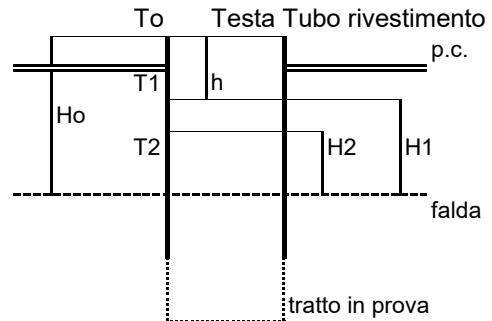 To Testa Tubo rivestimento
p.c.
T1 h
Ho
T2 H2 H1
falda
tratto in prova